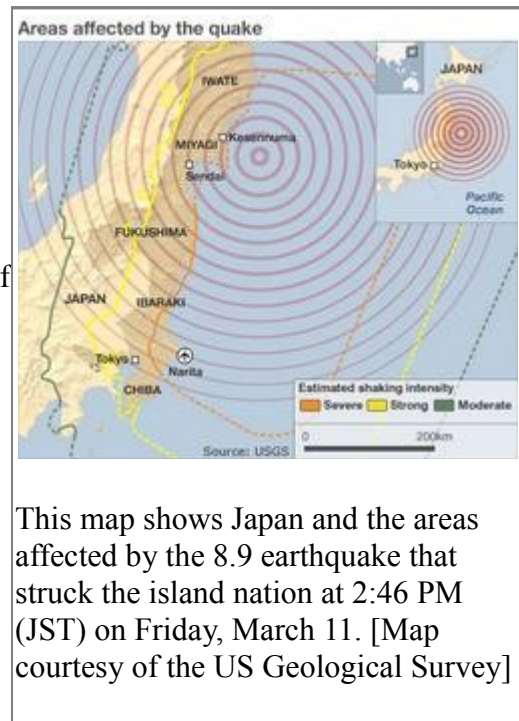 Areas affected by the quake
IWATE
JAPAN
MIYAGI
Kesennuma
Sendai
Tokyo
Pacific
Ocean
FUKUSHIMA
f
JAPAN
IBARAKI
Tokyo
Narita
CHIBA
Estimated shaking intensity
Severe Strong Moderate
0 200km
Source: USGS
This map shows Japan and the areas
affected by the 8.9 earthquake that
struck the island nation at 2:46 PM
(JST) on Friday, March 11. [Map
courtesy of the US Geological Survey]